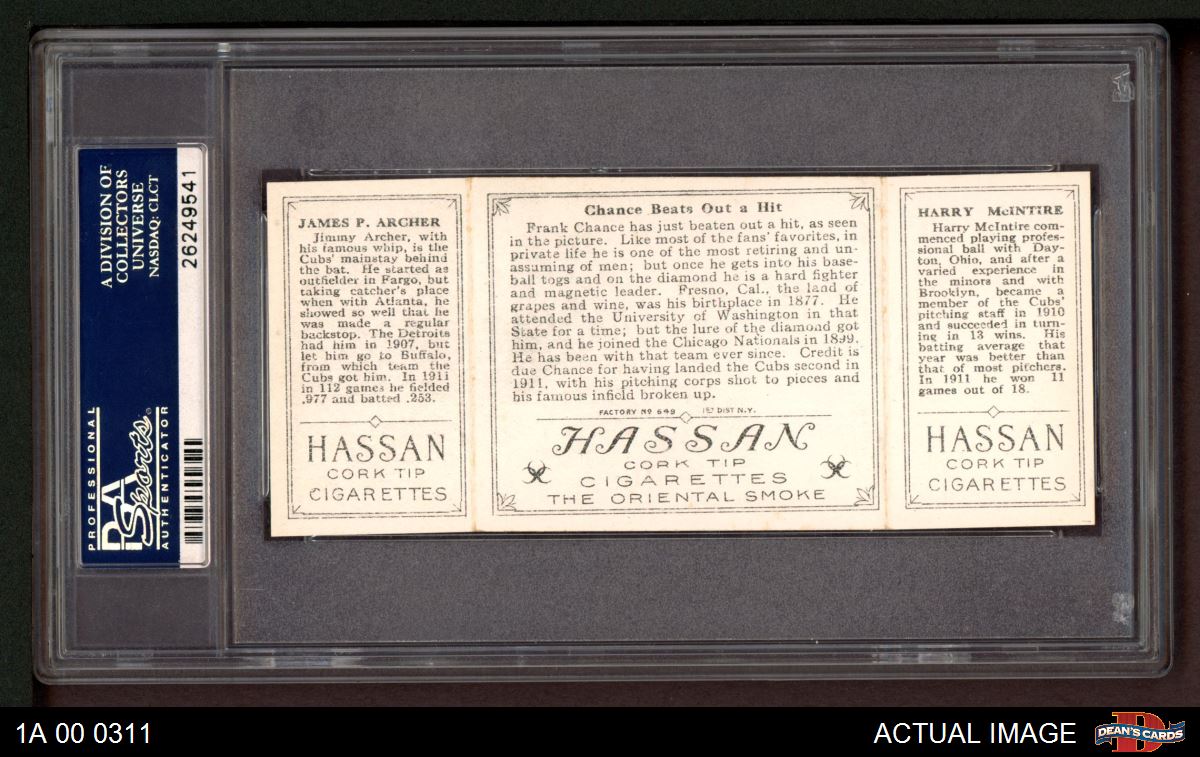 A DIVISION OF
COLLECTORS
UNIVERSE
NASDAQ: CLCT
26249541
PROFESSIONAL
PSA
Sports
AUTHENTICATOR
JAMES P. ARCHER
Jimmy Archer, with
his famous whip, is the
Cubs' mainstay behind
the bat. He started as
outfielder in Fargo, but
taking catcher's place
when with Atlanta, he
showed so well that he
was made a regular
backstop. The Detroits
had him in 1907, but
let him go to Buffalo,
from which team the
Cubs got him. In 1911
in 112 games he fielded
.977 and batted .253.
HASSAN
CORK TIP
CIGARETTES
Chance Beats Out a Hit
Frank Chance has just beaten out a hit, as seen
in the picture. Like most of the fans' favorites, in
private life he is one of the most retiring and un-
assuming of men; but once he gets into his base-
ball togs and on the diamond he is a hard fighter
and magnetic leader. Fresno, Cal., the land of
grapes and wine, was his birthplace in 1877. He
attended the University of Washington in that
State for a time; but the lure of the diamond got
him, and he joined the Chicago Nationals in 1899.
He has been with that team ever since. Credit is
due Chance for having landed the Cubs second in
1911, with his pitching corps shot to pieces and
his famous infield broken up.
FACTORY Nº 649 1ST DIST N.Y.
HASSAN
CORK TIP
CIGARETTES
THE ORIENTAL SMOKE
HARRY McINTIRE
Harry McIntire com-
menced playing profes-
sional ball with Day-
ton, Ohio, and after a
varied experience in
the minors and with
Brooklyn, became a
member of the Cubs'
pitching staff in 1910
and succeeded in turn-
ing in 13 wins. His
batting average that
year was better than
that of most pitchers.
In 1911 he won 11
games out of 18.
HASSAN
CORK TIP
CIGARETTES
1A 00 0311
ACTUAL IMAGE
DEAN'S CARDS